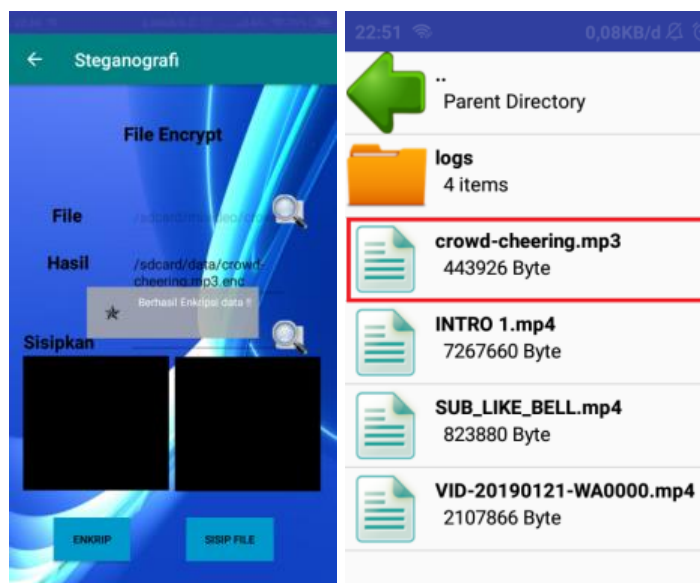 Steganografi
File Encrypt
File
Hasil
/sdcard/data/crowd-
cheering.mp3.enc
Berhasil Enkripsi data !!
Sisipkan
ENKRIP
SISIP FILE
22:51
0,08KB/d
..
Parent Directory
logs
4 items
crowd-cheering.mp3
443926 Byte
INTRO 1.mp4
7267660 Byte
SUB_LIKE_BELL.mp4
823880 Byte
VID-20190121-WA0000.mp4
2107866 Byte